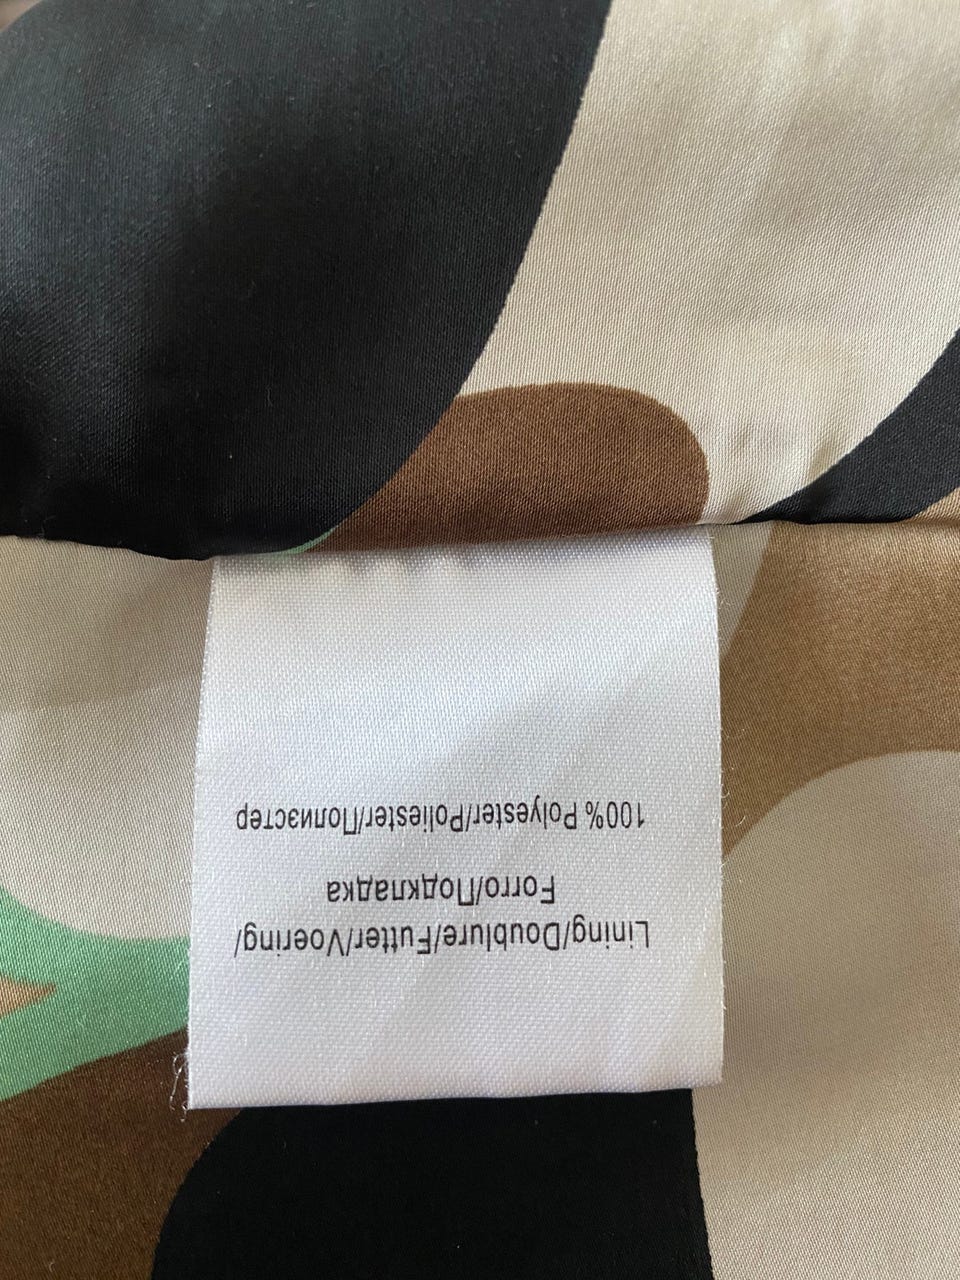 Lining/Doublure/Futter/Voering/
Forro/Подкладка
100% Polyester/Poliester/Полиэстер